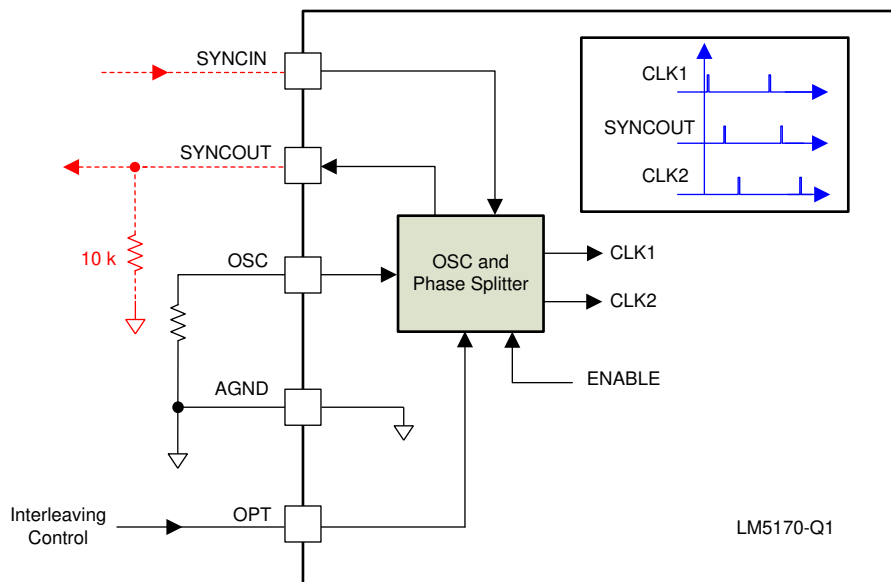 SYNCIN
CLK1
SYNCOUT
CLK2
SYNCOUT
10 k
OSC
OSC and
Phase Splitter
CLK1
CLK2
AGND
ENABLE
Interleaving
Control
OPT
LM5170-Q1